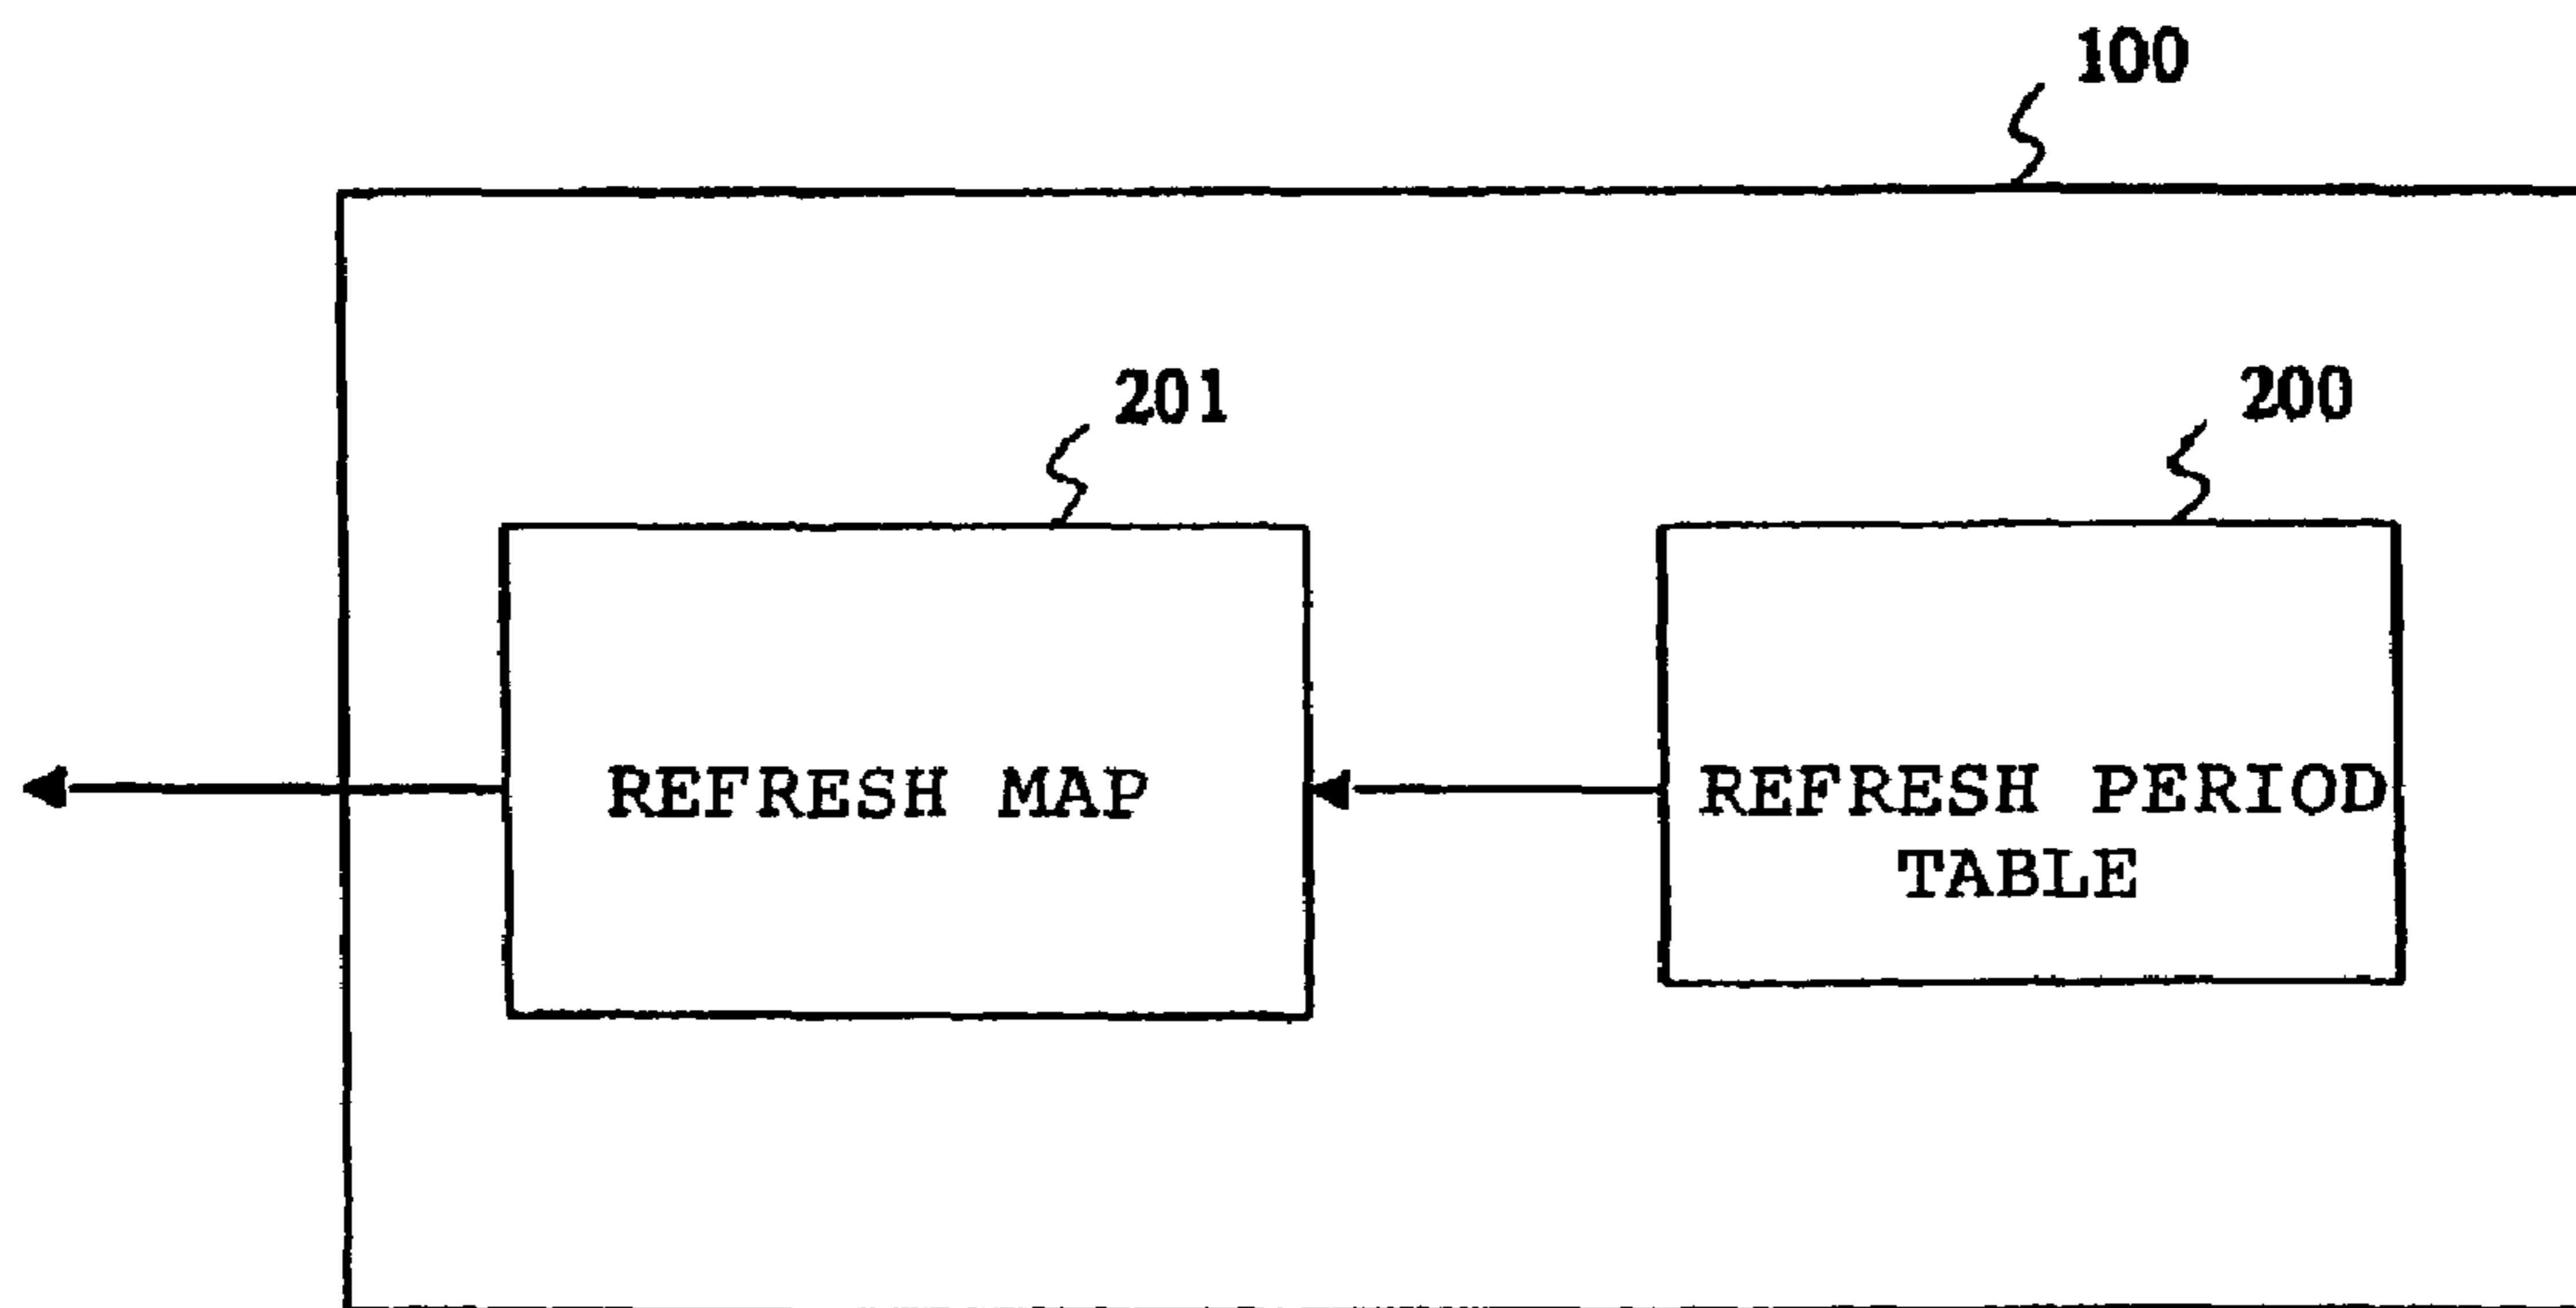 100
201
200
REFRESH MAP
REFRESH PERIOD
TABLE